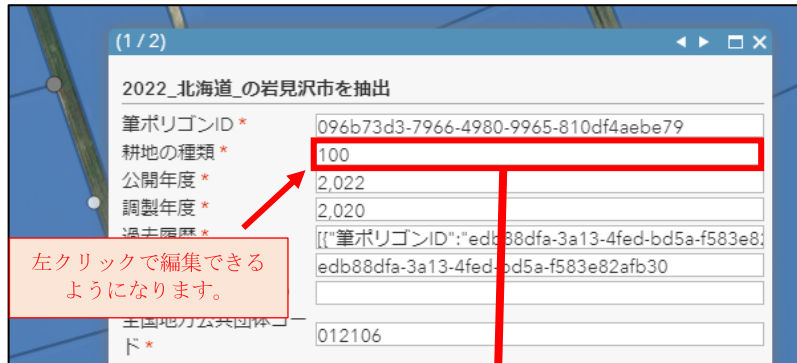 (1 / 2)
2022_北海道_の岩見沢市を抽出
筆ポリゴンID *
096b73d3-7966-4980-9965-810df4aebe79
耕地の種類 *
100
公開年度 *
2,022
調製年度 *
2,020
過去履歴 *
[{"筆ポリゴンID":"edb88dfa-3a13-4fed-bd5a-f583e82
左クリックで編集できる
ようになります。
edb88dfa-3a13-4fed-bd5a-f583e82afb30
全国地方公共団体コー
ド *
012106